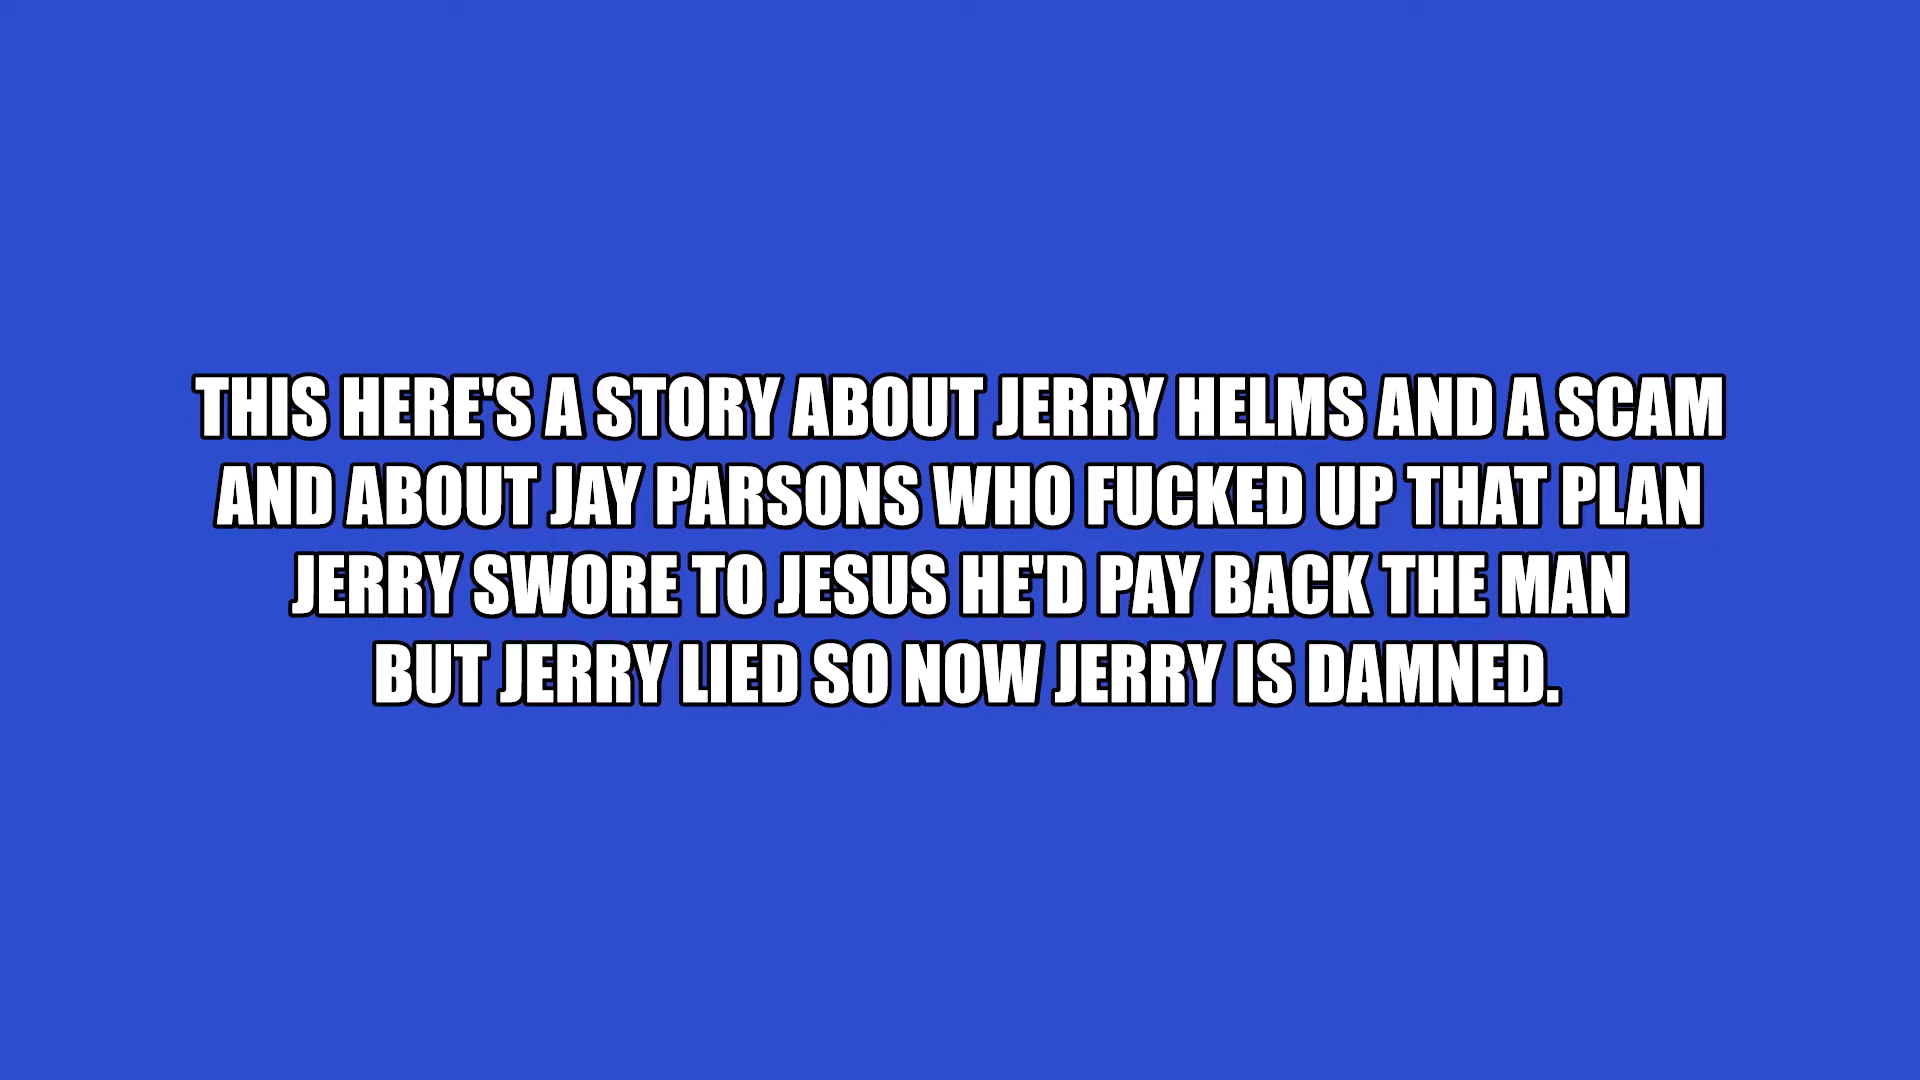 THIS HERE'S A STORY ABOUT JERRY HELMS AND A SCAM
AND ABOUT JAY PARSONS WHO FUCKED UP THAT PLAN
JERRY SWORE TO JESUS HE'D PAY BACK THE MAN
BUT JERRY LIED SO NOW JERRY IS DAMNED.